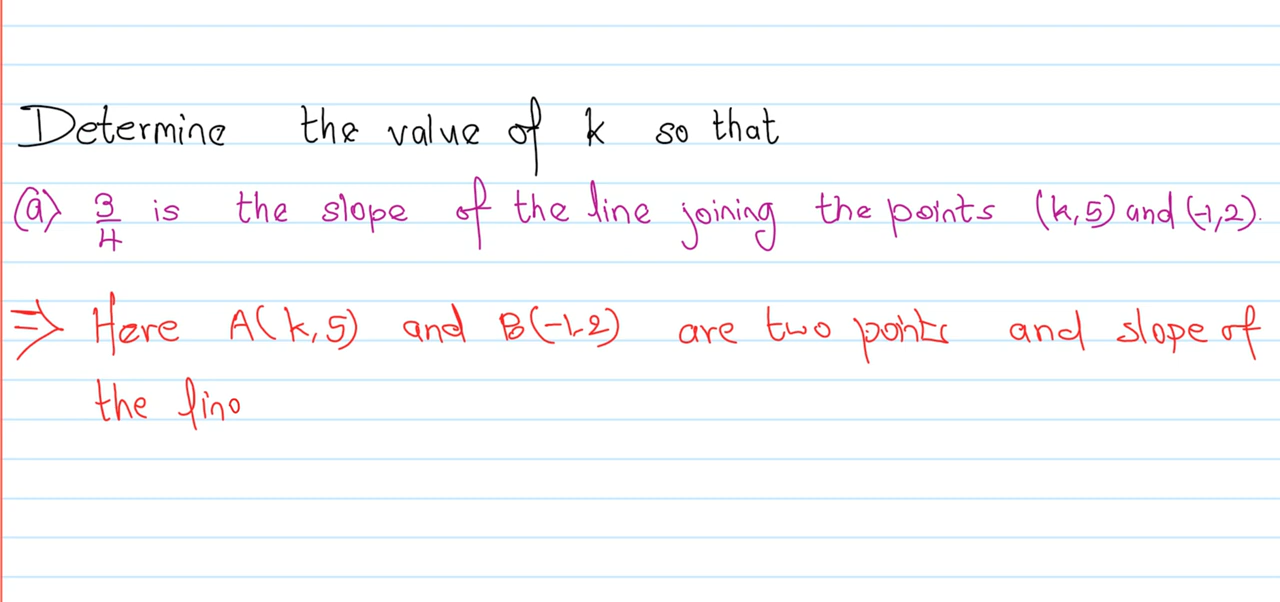 Determine the value of k so that
(a) 3/4 is the slope of the line joining the points (k,5) and (-1,2).
⇒ Here A(k,5) and B(-1,2) are two points and slope of
the line